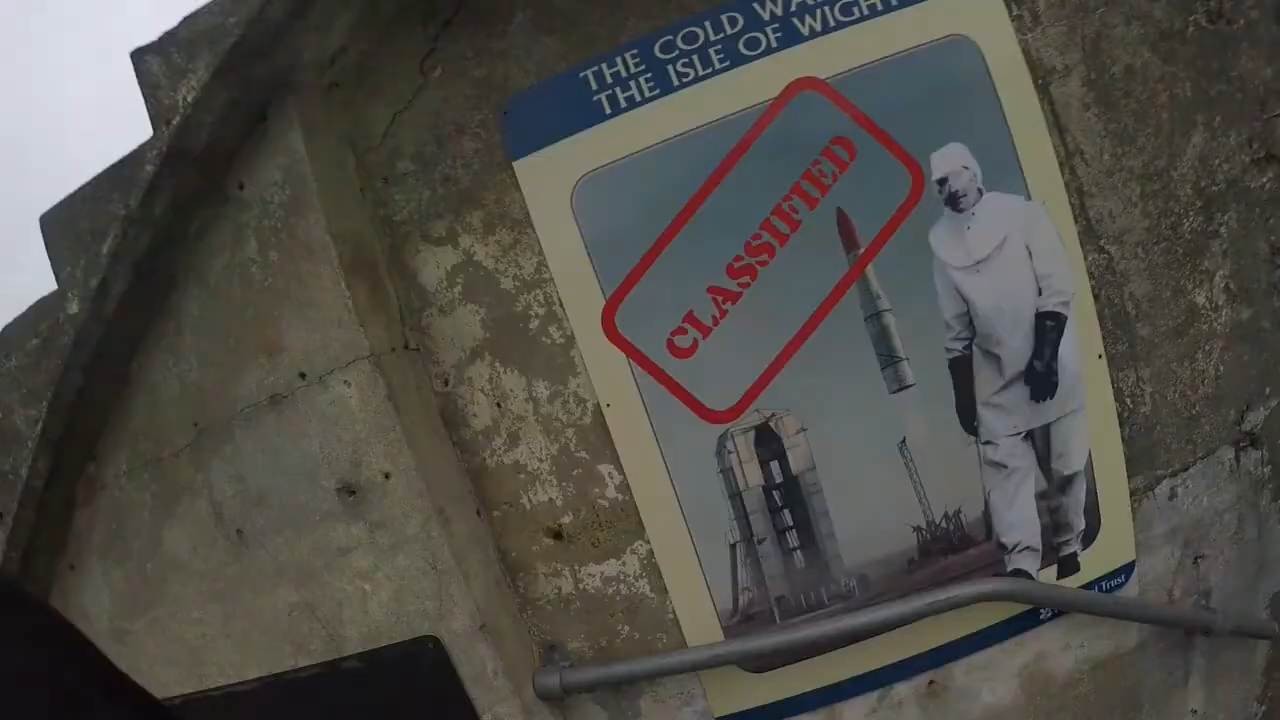 THE COLD WA
THE ISLE OF WIGHT
CLASSIFIED
Trust